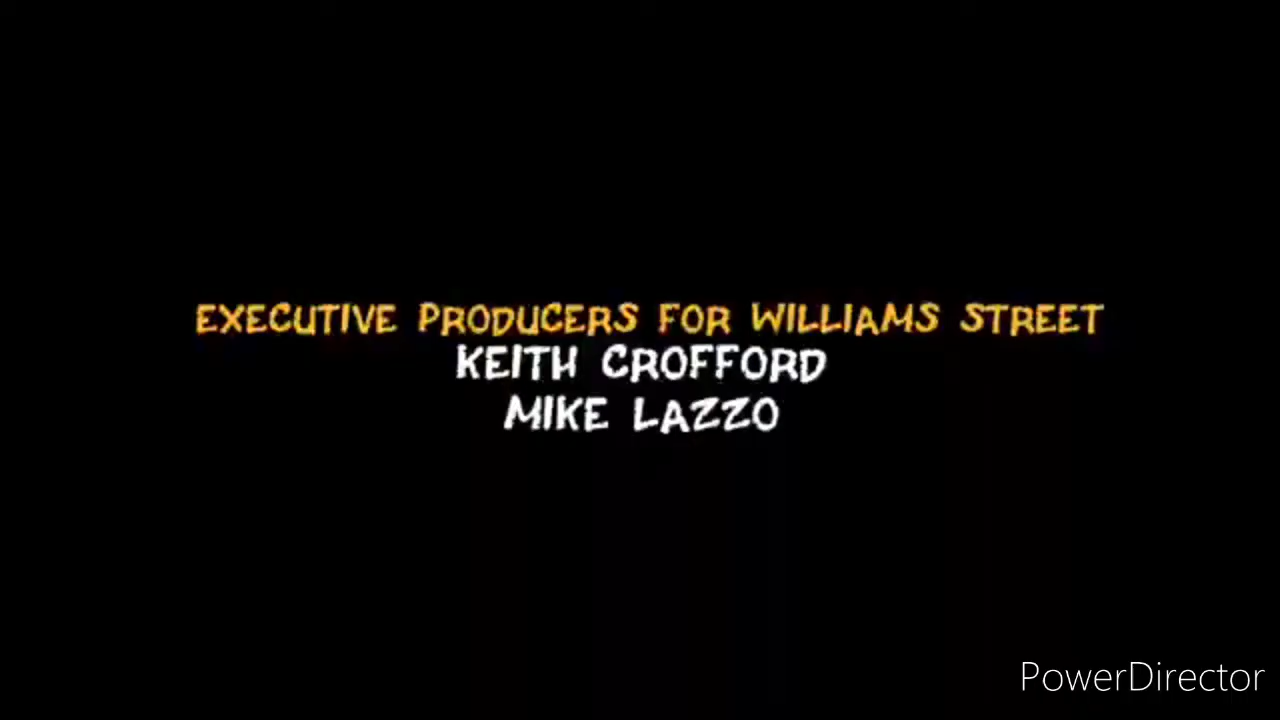 EXECUTIVE PRODUCERS FOR WILLIAMS STREET
KEITH CROFFORD
MIKE LAZZO
PowerDirector